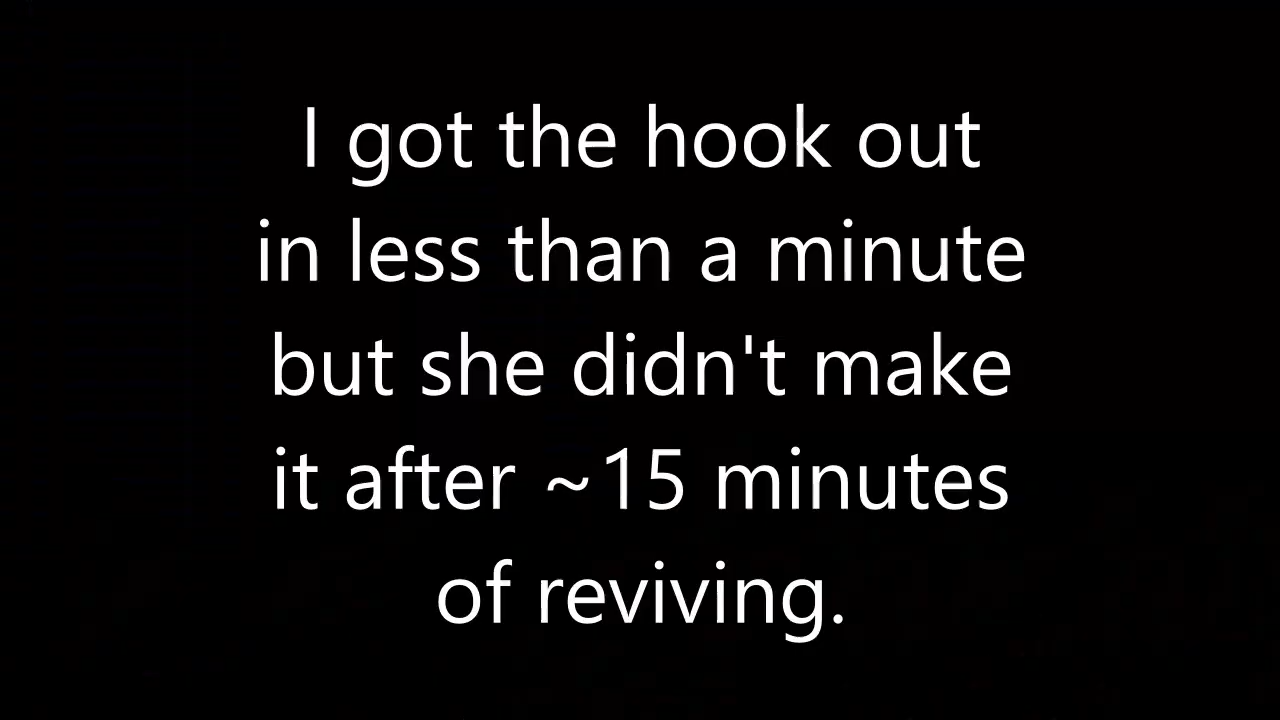 I got the hook out
in less than a minute
but she didn't make
it after ~15 minutes
of reviving.